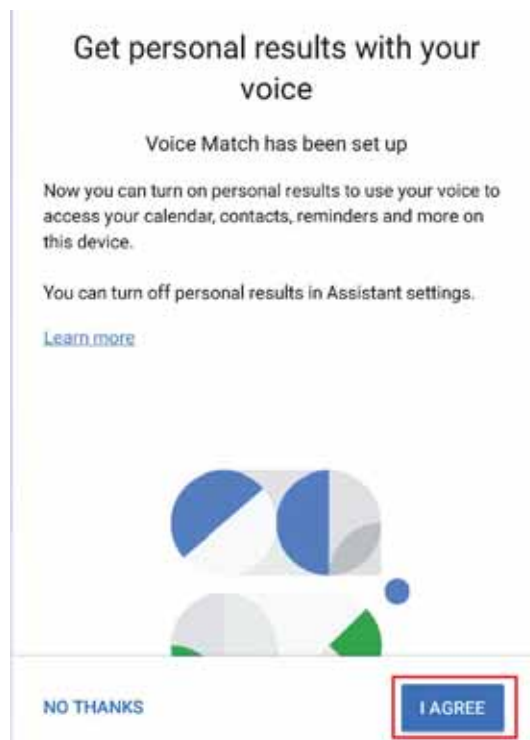 Get personal results with your
voice
Voice Match has been set up
Now you can turn on personal results to use your voice to
access your calendar, contacts, reminders and more on
this device.
You can turn off personal results in Assistant settings.
Learn more
NO THANKS
I AGREE